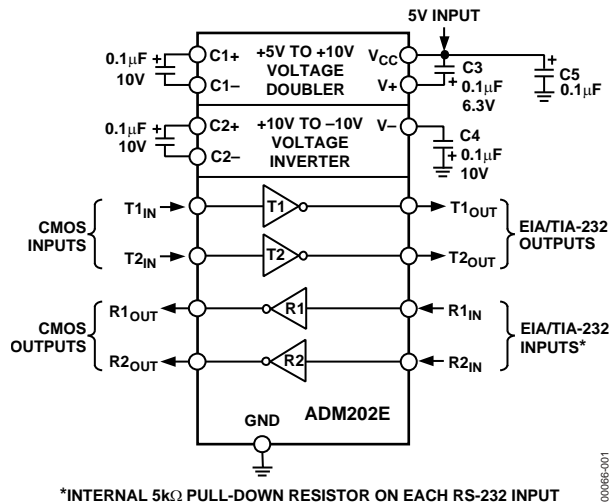 5V INPUT
0.1μF
10V
+
C1+
C1–
+5V TO +10V
VOLTAGE
DOUBLER
VCC
V+
+
C3
0.1μF
6.3V
+
C5
0.1μF
0.1μF
10V
+
C2+
C2–
+10V TO –10V
VOLTAGE
INVERTER
V–
C4
+
0.1μF
10V
CMOS
INPUTS
T1IN
T2IN
T1
T2
T1OUT
T2OUT
EIA/TIA-232
OUTPUTS
CMOS
OUTPUTS
R1OUT
R2OUT
R1
R2
R1IN
R2IN
EIA/TIA-232
INPUTS*
GND
ADM202E
*INTERNAL 5kΩ PULL-DOWN RESISTOR ON EACH RS-232 INPUT
00066-001